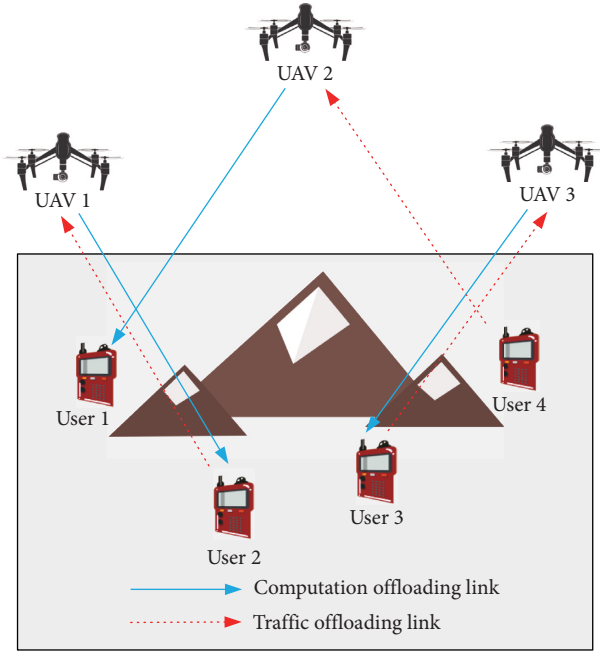 UAV 2
UAV 1
UAV 3
User 1
User 4
User 3
User 2
Computation offloading link
Traffic offloading link